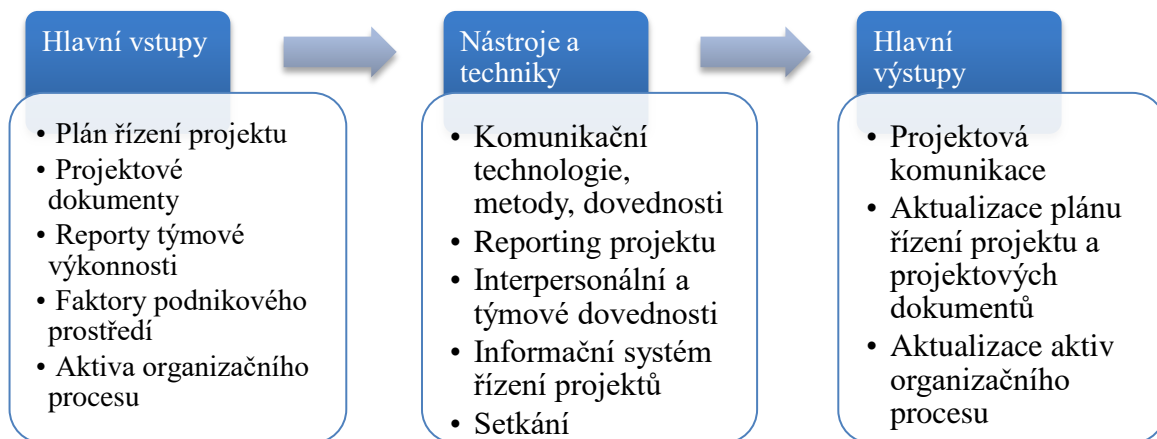 Hlavní vstupy
• Plán řízení projektu
• Projektové
dokumenty
• Reporty týmové
výkonnosti
• Faktory podnikového
prostředí
• Aktiva organizačního
procesu
Nástroje a
techniky
• Komunikační
technologie,
metody, dovednosti
• Reporting projektu
• Interpersonální a
týmové dovednosti
• Informační systém
řízení projektů
• Setkání
Hlavní
výstupy
• Projektová
komunikace
• Aktualizace plánu
řízení projektu a
projektových
dokumentů
• Aktualizace aktiv
organizačního
procesu